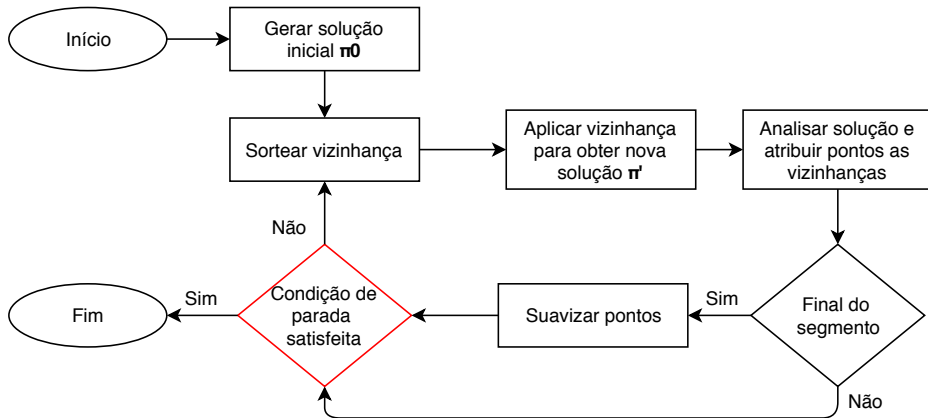 Início
Gerar solução
inicial π0
Sortear vizinhança
Aplicar vizinhança
para obter nova
solução π'
Analisar solução e
atribuir pontos as
vizinhanças
Não
Fim
Sim
Condição de
parada
satisfeita
Suavizar pontos
Sim
Final do
segmento
Não